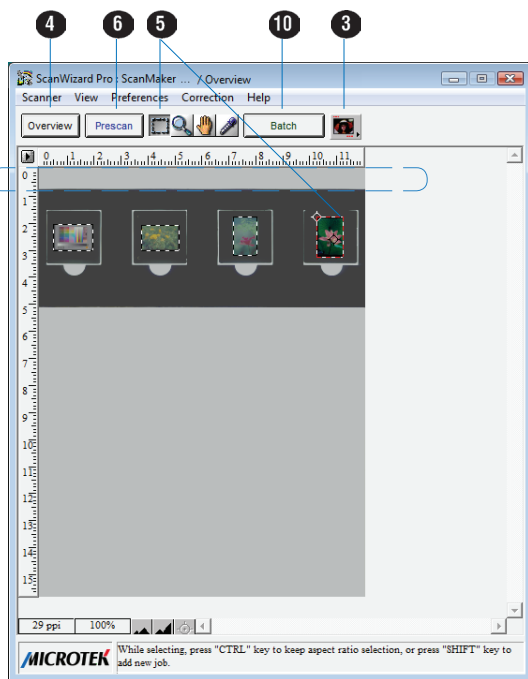 4 6 5 10 3
ScanWizard Pro: ScanMaker ... / Overview
Scanner View Preferences Correction Help
Overview Prescan Batch
0 1 2 3 4 5 6 7 8 9 10 11
0
1
2
3
4
5
6
7
8
9
10
11
12
13
14
15
29 ppi 100%
MICROTEK
While selecting, press "CTRL" key to keep aspect ratio selection, or press "SHIFT" key to
add new job.